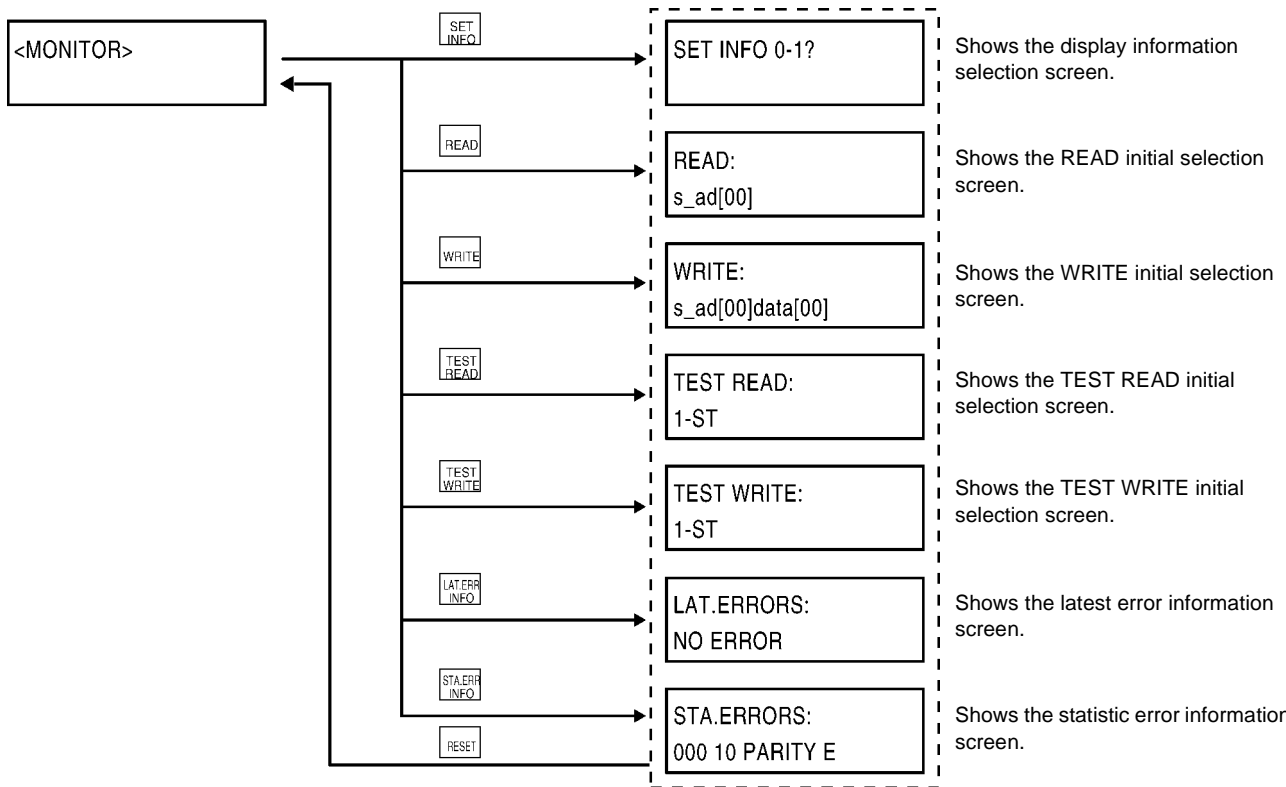 <MONITOR>
SET
INFO
SET INFO 0-1?
Shows the display information
selection screen.
READ
READ:
s_ad[00]
Shows the READ initial selection
screen.
WRITE
WRITE:
s_ad[00]data[00]
Shows the WRITE initial selection
screen.
TEST
READ
TEST READ:
1-ST
Shows the TEST READ initial
selection screen.
TEST
WRITE
TEST WRITE:
1-ST
Shows the TEST WRITE initial
selection screen.
LAT.ERR
INFO
LAT.ERRORS:
NO ERROR
Shows the latest error information
screen.
STA.ERR
INFO
STA.ERRORS:
000 10 PARITY E
Shows the statistic error information
screen.
RESET